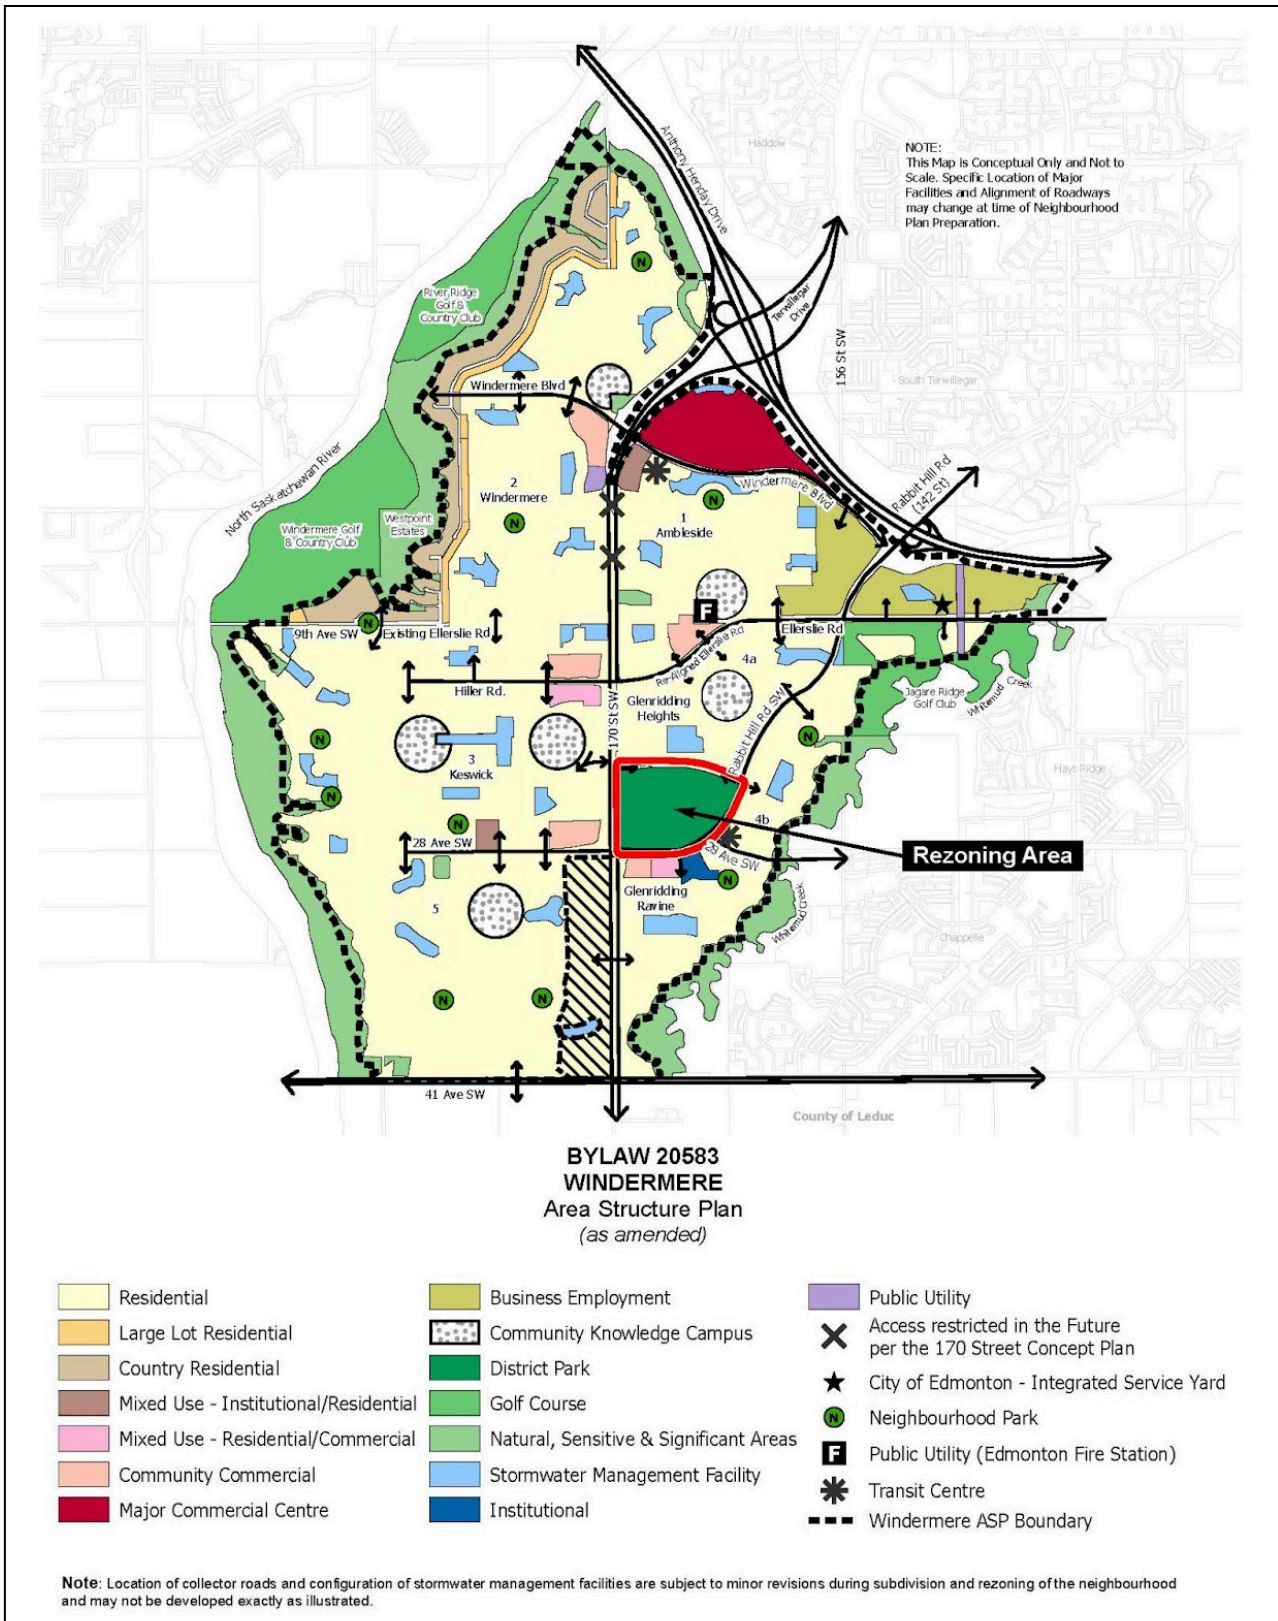 Anthony Henday Drive
Haddow
NOTE:
This Map is Conceptual Only and Not to
Scale. Specific Location of Major
Facilities and Alignment of Roadways
may change at time of Neighbourhood
Plan Preparation.
N
River Ridge
Golf &
Country Club
Terwillegar
Drive
156 St SW
South Terwillegar
Windermere Blvd
North Saskatchewan River
Rabbit Hill Rd
(142 St)
2
Windermere
N
Windermere Blvd
N
1
Ambleside
Westpoint
Estates
Windermere Golf
& Country Club
F
N
9th Ave SW
Existing Ellerslie Rd
Ellerslie Rd
Re-Aligned Ellerslie Rd
4a
Hiller Rd.
Glenridding
Heights
Jagare Ridge
Golf Club
Whitemud Creek
170 St SW
Rabbit Hill Rd SW
N
N
3
Keswick
Hays Ridge
N
N
4b
28 Ave SW
28 Ave SW
Rezoning Area
Glenridding
Ravine
N
5
Whitemud Creek
Chappelle
N
N
41 Ave SW
County of Leduc
BYLAW 20583
WINDERMERE
Area Structure Plan
(as amended)
Residential
Large Lot Residential
Country Residential
Mixed Use - Institutional/Residential
Mixed Use - Residential/Commercial
Community Commercial
Major Commercial Centre
Business Employment
Community Knowledge Campus
District Park
Golf Course
Natural, Sensitive & Significant Areas
Stormwater Management Facility
Institutional
Public Utility
Access restricted in the Future
per the 170 Street Concept Plan
City of Edmonton - Integrated Service Yard
N Neighbourhood Park
F Public Utility (Edmonton Fire Station)
Transit Centre
Windermere ASP Boundary
Note: Location of collector roads and configuration of stormwater management facilities are subject to minor revisions during subdivision and rezoning of the neighbourhood
and may not be developed exactly as illustrated.